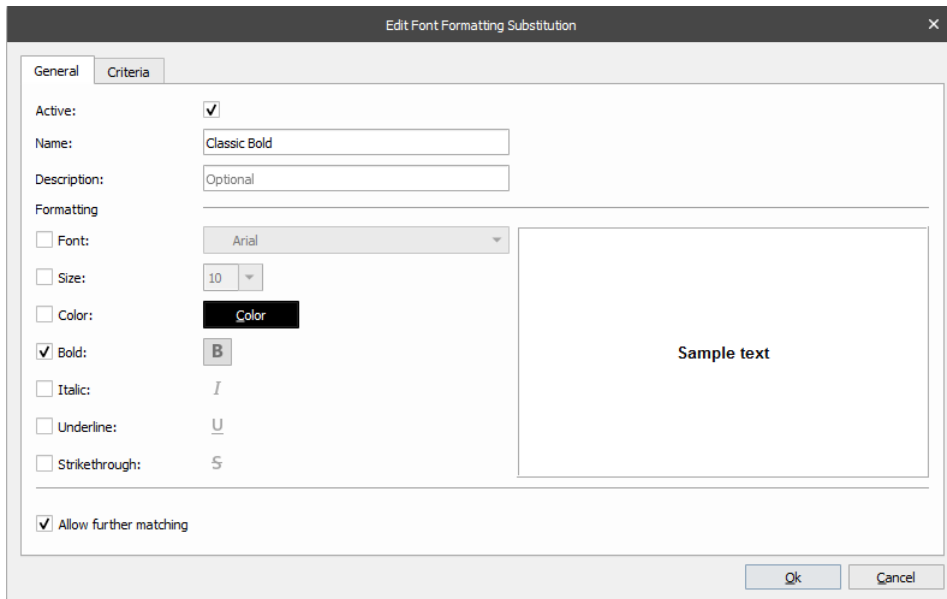 Edit Font Formatting Substitution
General Criteria
Active:
Name: Classic Bold
Description: Optional
Formatting
Font: Arial
Size: 10
Color: Color
Bold: B
Italic: I
Underline: U
Strikethrough: S
Sample text
Allow further matching
Ok Cancel